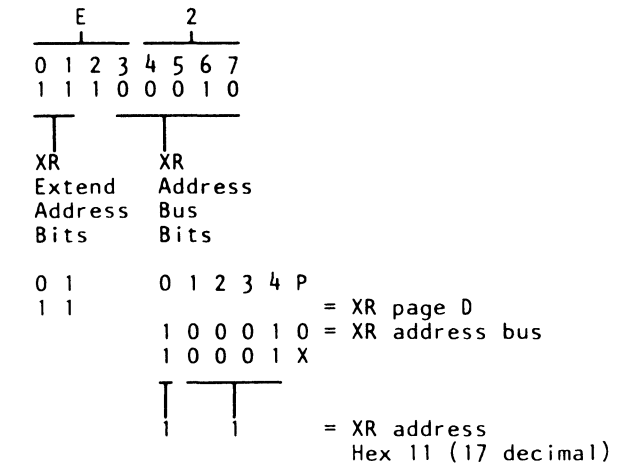 E 2
0 1 2 3 4 5 6 7
1 1 1 0 0 0 1 0
XR XR
Extend Address
Address Bus
Bits Bits
0 1 0 1 2 3 4 P
1 1 = XR page D
1 0 0 0 1 0 = XR address bus
1 0 0 0 1 X
1 1 = XR address
Hex 11 (17 decimal)